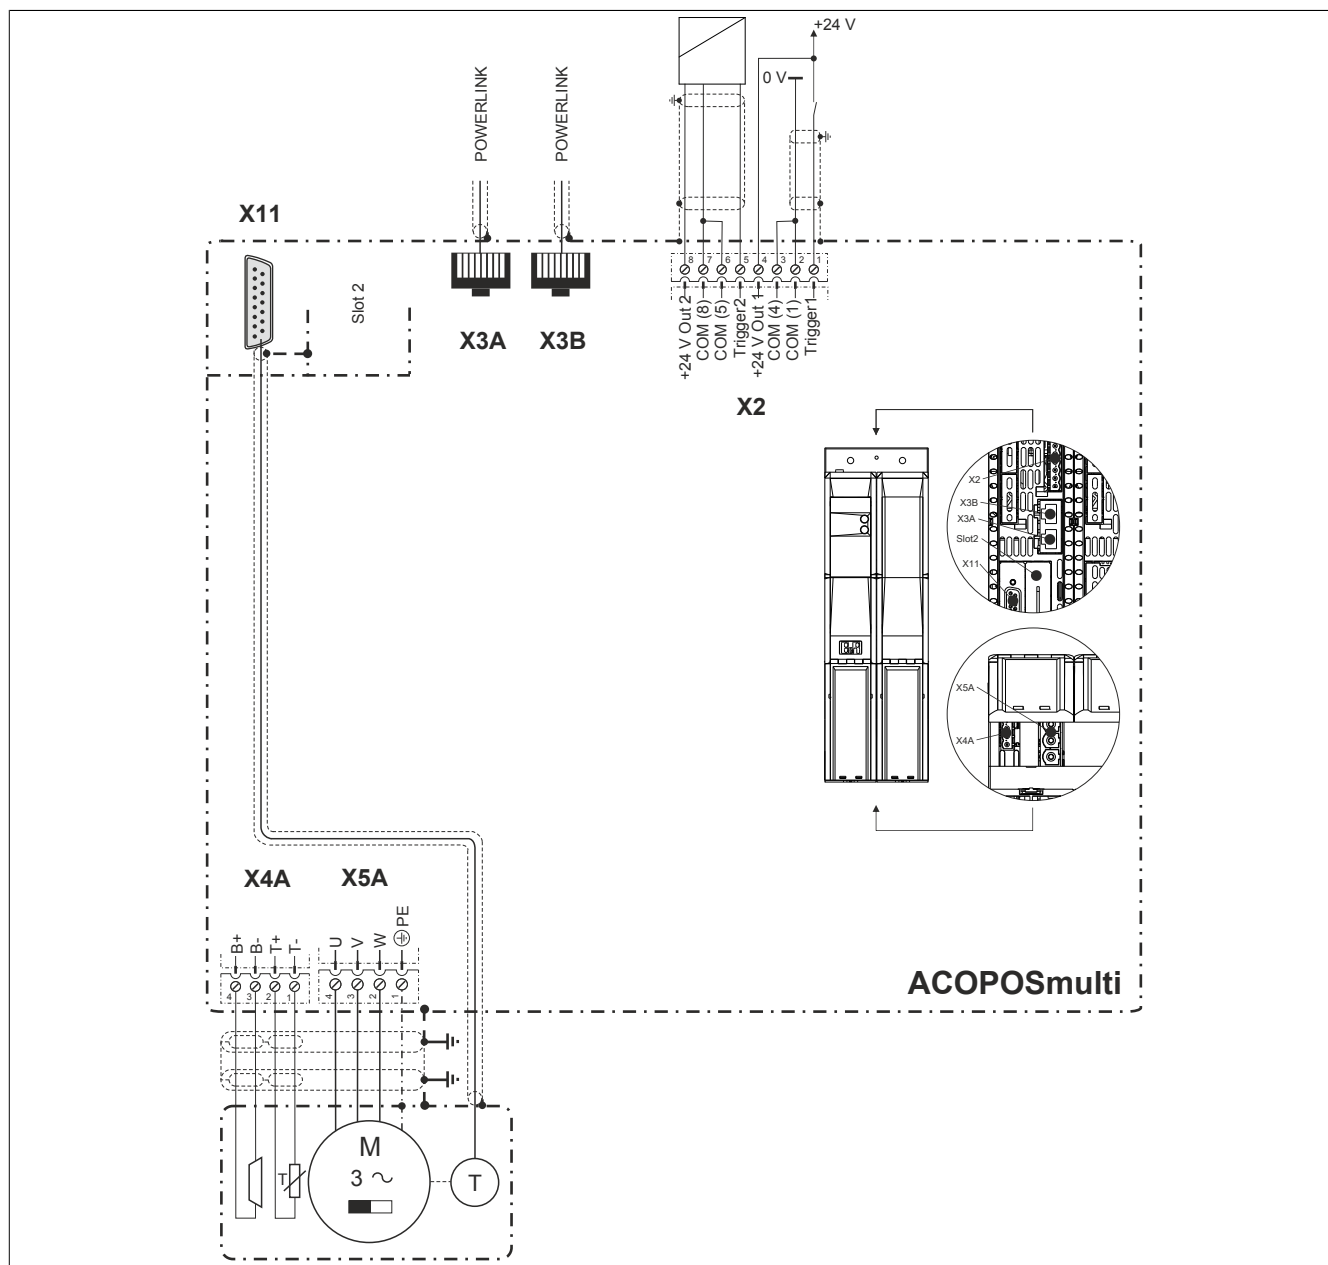 +24 V
0 V
POWERLINK
POWERLINK
X11
Slot 2
X3A
X3B
8 7 6 5 4 3 2 1
+24 V Out 2
COM (8)
COM (5)
Trigger2
+24 V Out 1
COM (4)
COM (1)
Trigger1
X2
X2
X3B
X3A
Slot2
X11
X5A
X4A
X4A
X5A
B+
B-
T+
T-
U
V
W
PE
4 3 2 1
4 3 2 1
ACOPOSmulti
M
3
T
T